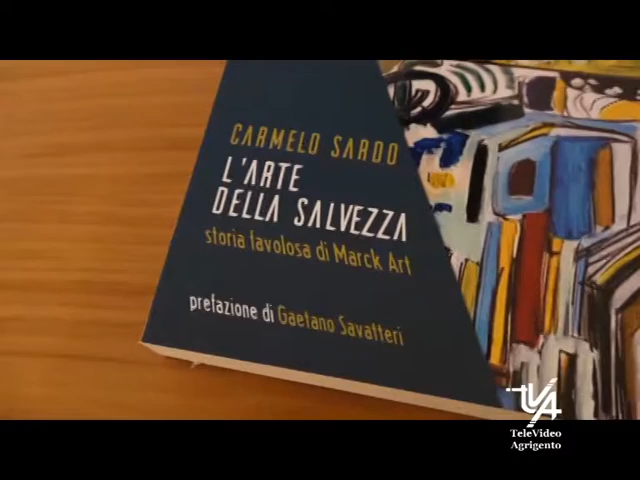 CARMELO SARDO
L'ARTE
DELLA SALVEZZA
storia favolosa di Marck Art
prefazione di Gaetano Savatteri
TVA
TeleVideo
Agrigento